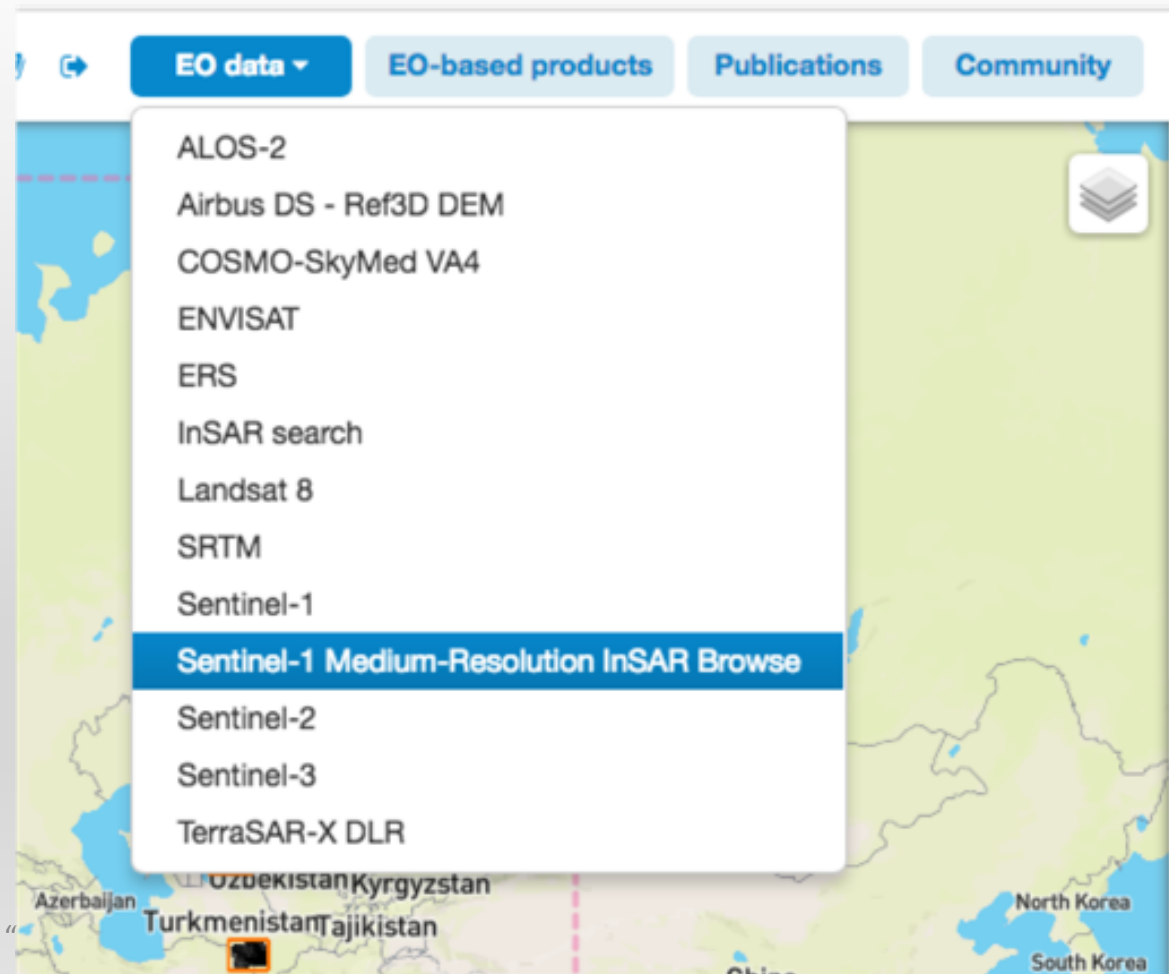 EO data EO-based products Publications Community
ALOS-2
Airbus DS - Ref3D DEM
COSMO-SkyMed VA4
ENVISAT
ERS
InSAR search
Landsat 8
SRTM
Sentinel-1
Sentinel-1 Medium-Resolution InSAR Browse
Sentinel-2
Sentinel-3
TerraSAR-X DLR
Uzbekistan Kyrgyzstan
Azerbaijan
North Korea
“
Turkmenistan Tajikistan
South Korea
China